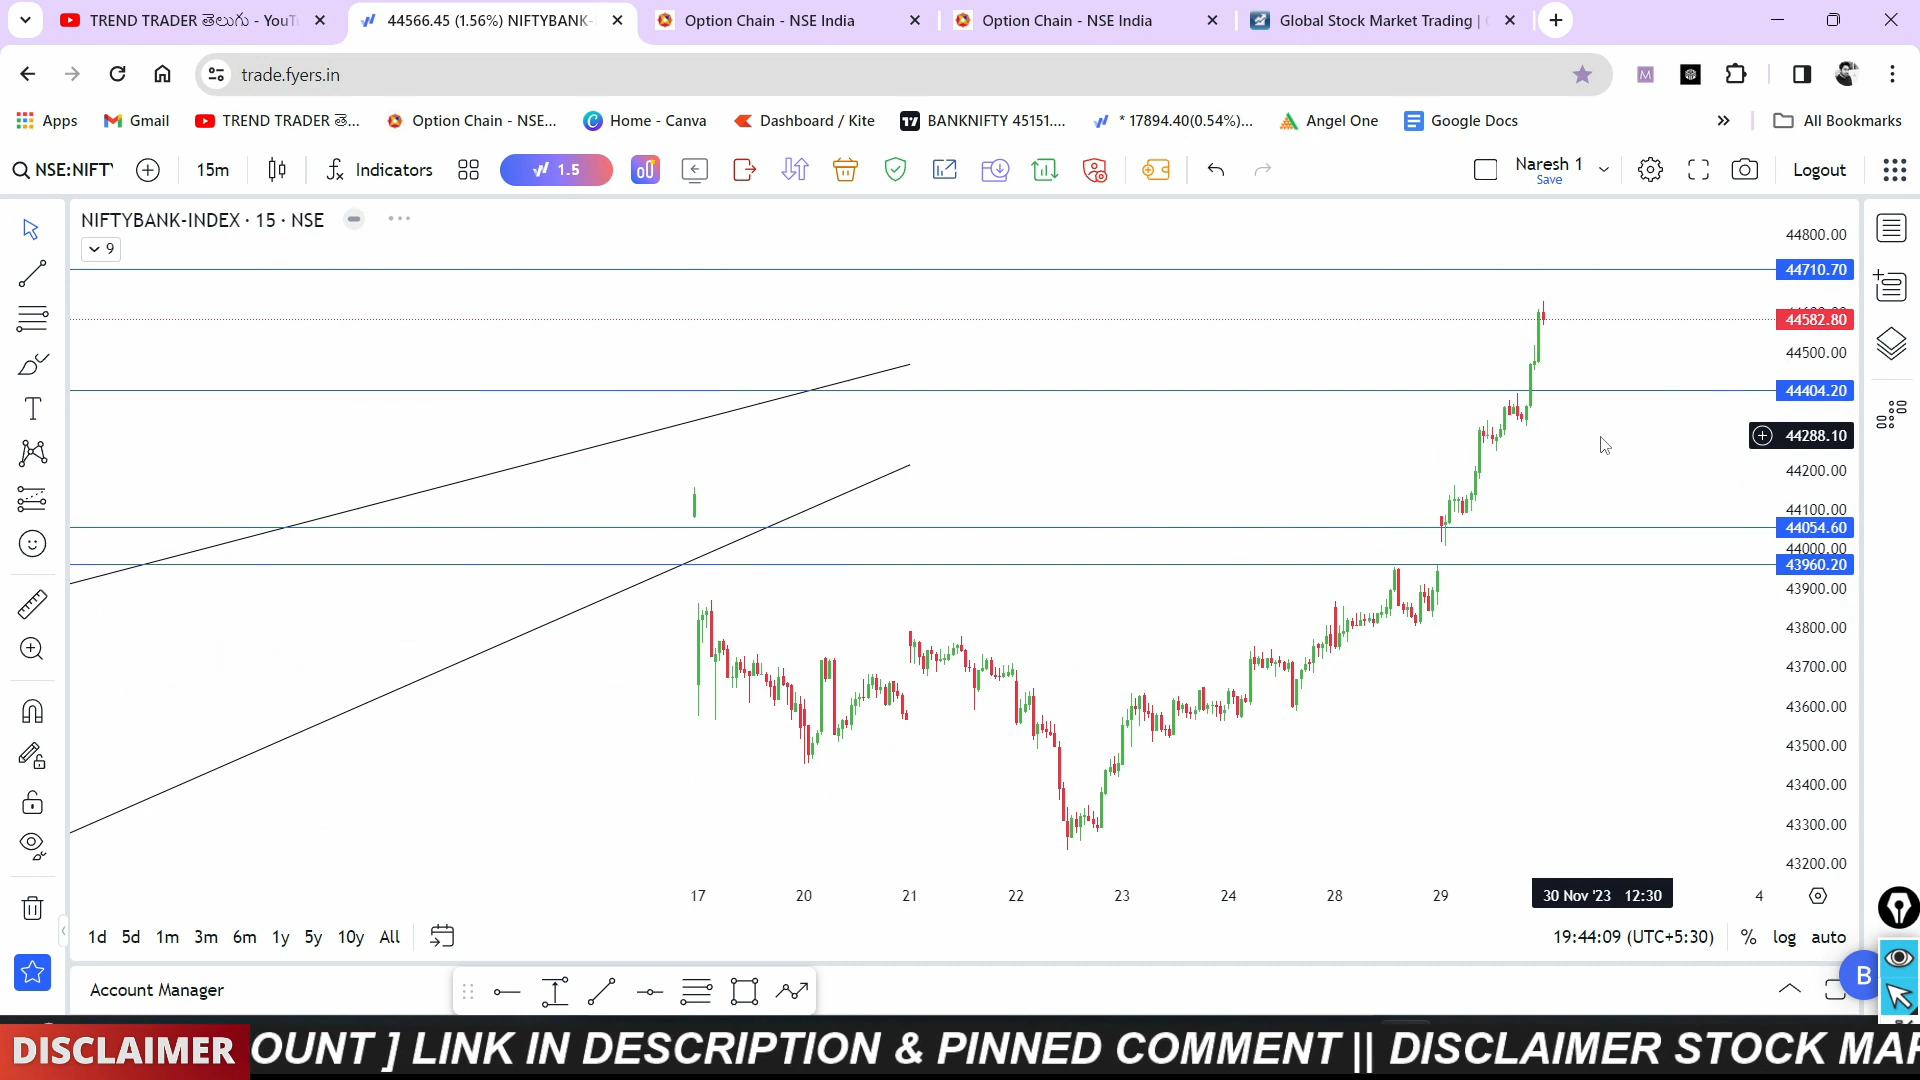 TREND TRADER తెలుగు - YouT
44566.45 (1.56%) NIFTYBANK-
Option Chain - NSE India
Option Chain - NSE India
Global Stock Market Trading |
trade.fyers.in
Apps
Gmail
TREND TRADER తె...
Option Chain - NSE...
Home - Canva
Dashboard / Kite
BANKNIFTY 45151....
* 17894.40(0.54%)...
Angel One
Google Docs
All Bookmarks
NSE:NIFT
15m
Indicators
1.5
Naresh 1
Save
Logout
NIFTYBANK-INDEX · 15 · NSE
9
44800.00
44710.70
44582.80
44500.00
44404.20
44288.10
44200.00
44100.00
44054.60
44000.00
43960.20
43900.00
43800.00
43700.00
43600.00
43500.00
43400.00
43300.00
43200.00
17 20 21 22 23 24 28 29 30 Nov '23 12:30 4
1d 5d 1m 3m 6m 1y 5y 10y All
19:44:09 (UTC+5:30) % log auto
Account Manager
B
DISCLAIMER OUNT ] LINK IN DESCRIPTION & PINNED COMMENT || DISCLAIMER STOCK MAR